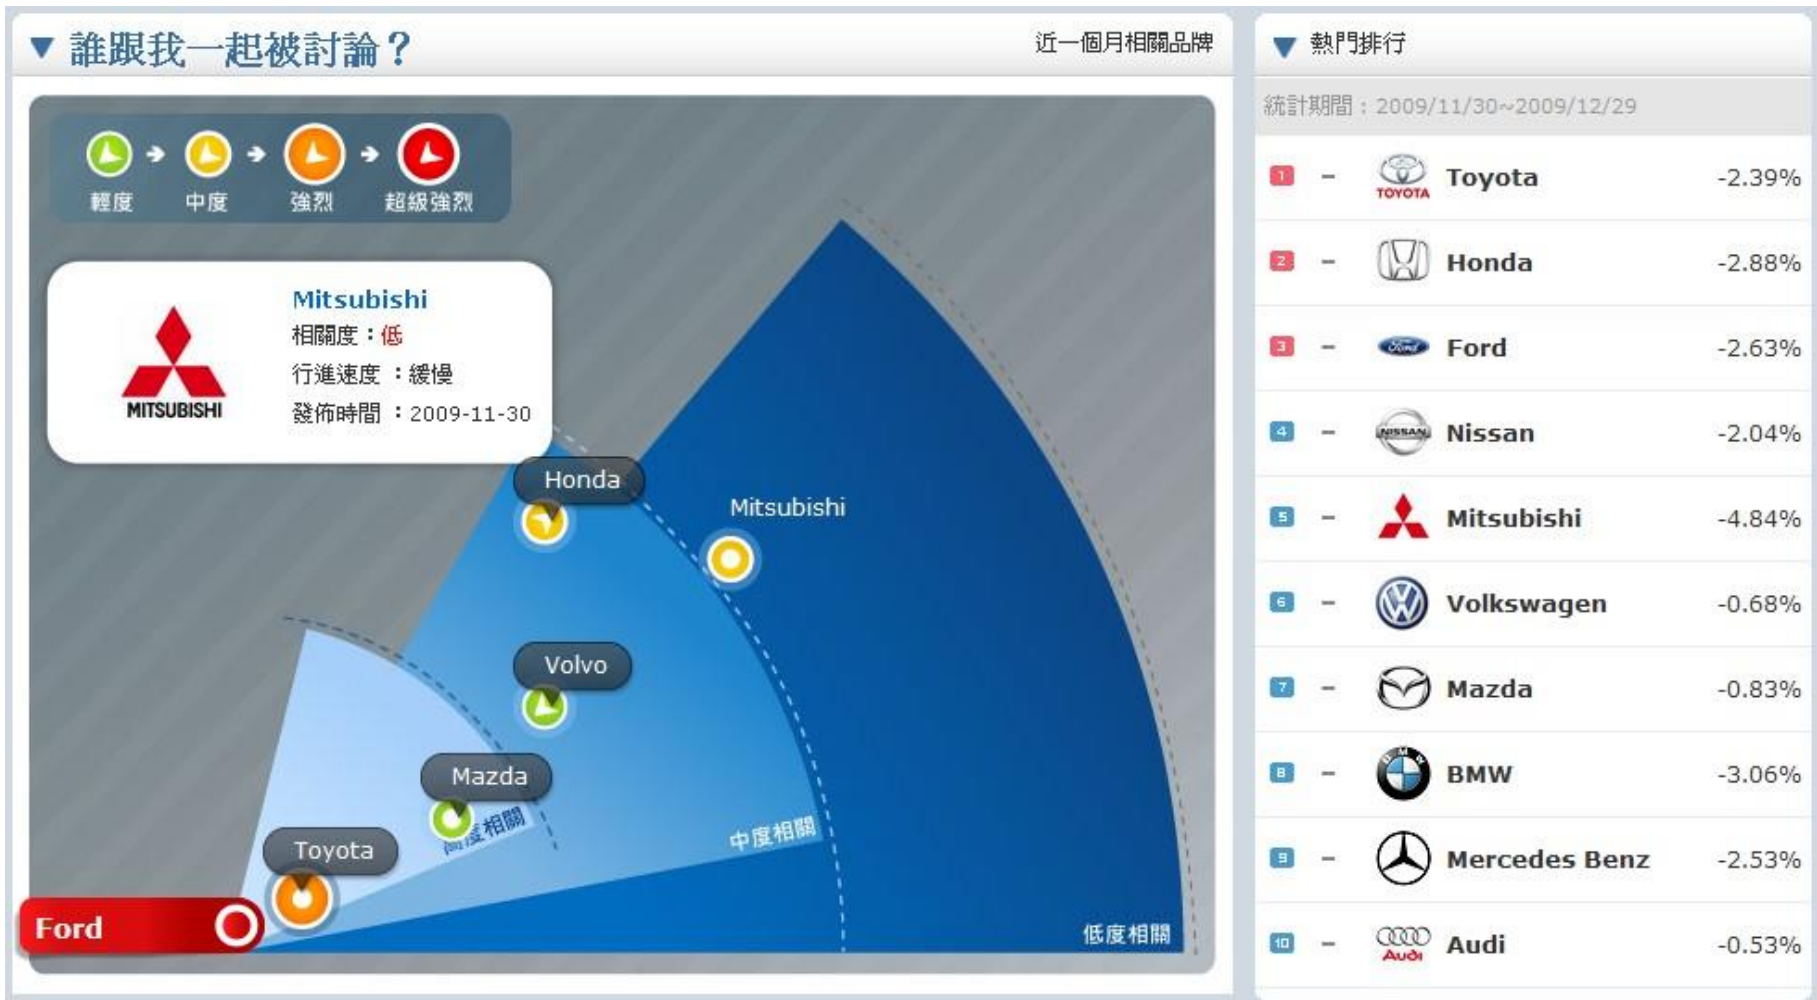 誰跟我一起被討論？
近一個月相關品牌
輕度
中度
強烈
超級強烈
MITSUBISHI
Mitsubishi
相關度：低
行進速度：緩慢
發佈時間：2009-11-30
Honda
Mitsubishi
Volvo
Mazda
高度相關
Toyota
中度相關
Ford
低度相關
熱門排行
統計期間：2009/11/30~2009/12/29
1 – TOYOTA Toyota -2.39%
2 – Honda -2.88%
3 – Ford Ford -2.63%
4 – NISSAN Nissan -2.04%
5 – Mitsubishi -4.84%
6 – Volkswagen -0.68%
7 – Mazda -0.83%
8 – BMW BMW -3.06%
9 – Mercedes Benz -2.53%
10 – Audi Audi -0.53%